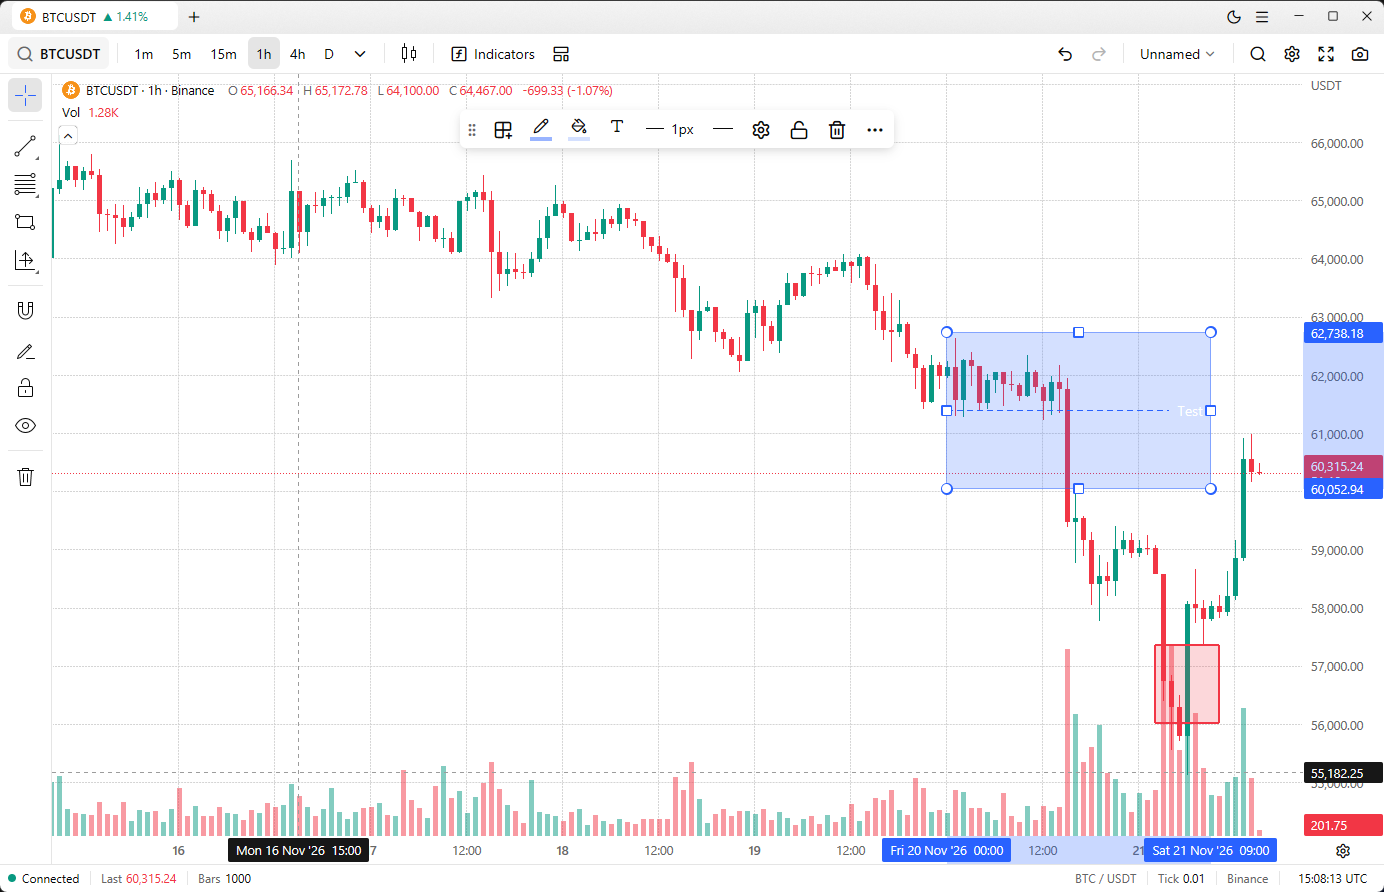 BTCUSDT ▲ 1.41% +
BTCUSDT 1m 5m 15m 1h 4h D Indicators Unnamed
BTCUSDT · 1h · Binance O 65,166.34 H 65,172.78 L 64,100.00 C 64,467.00 -699.33 (-1.07%)
USDT
Vol 1.28K
T 1px
66,000.00
65,000.00
64,000.00
63,000.00
62,738.18
62,000.00
Test
61,000.00
60,315.24
60,052.94
59,000.00
58,000.00
57,000.00
56,000.00
55,182.25
201.75
16 Mon 16 Nov '26 15:00 7 12:00 18 12:00 19 12:00 Fri 20 Nov '26 00:00 12:00 21 Sat 21 Nov '26 09:00
Connected Last 60,315.24 Bars 1000 BTC / USDT Tick 0.01 Binance 15:08:13 UTC